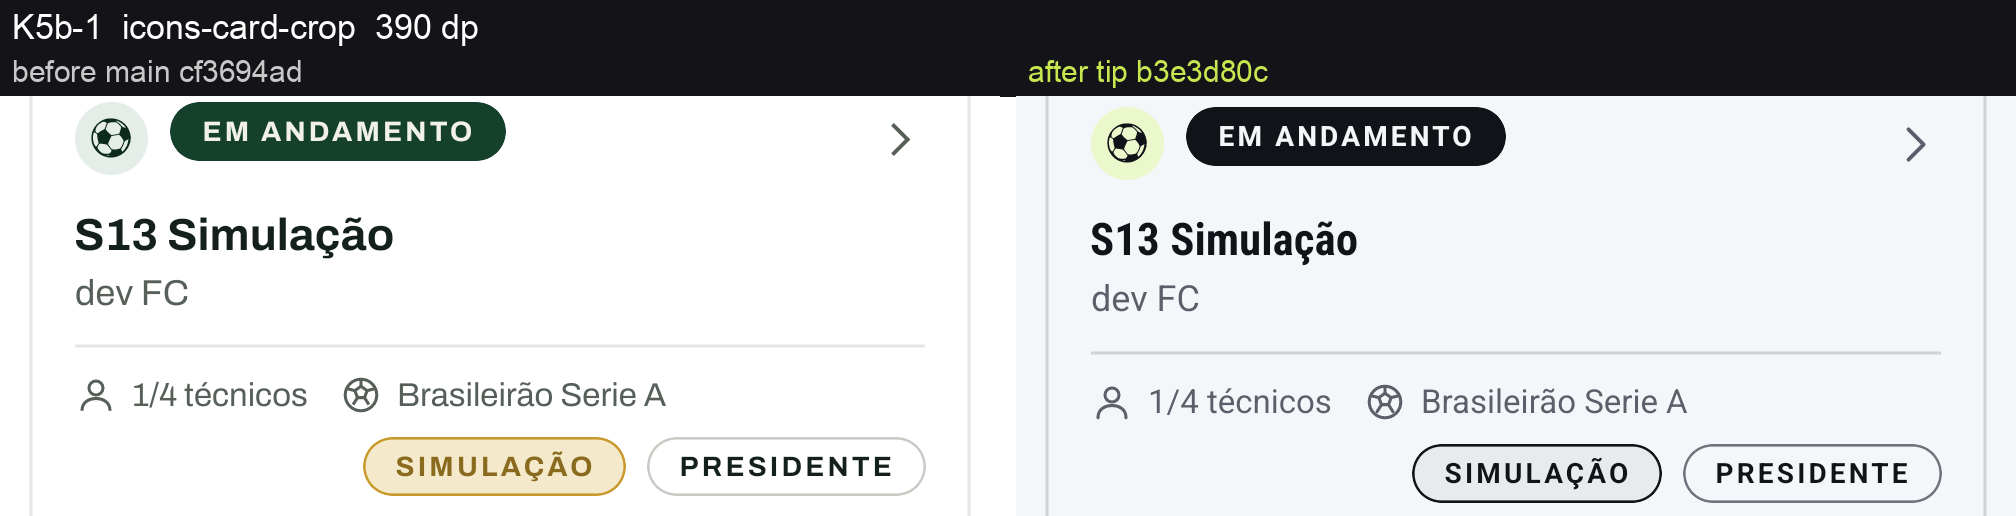 K5b-1 icons-card-crop 390 dp
before main cf3694ad
EM ANDAMENTO
S13 Simulação
dev FC
1/4 técnicos Brasileirão Serie A
SIMULAÇÃO PRESIDENTE
after tip b3e3d80c
EM ANDAMENTO
S13 Simulação
dev FC
1/4 técnicos Brasileirão Serie A
SIMULAÇÃO PRESIDENTE